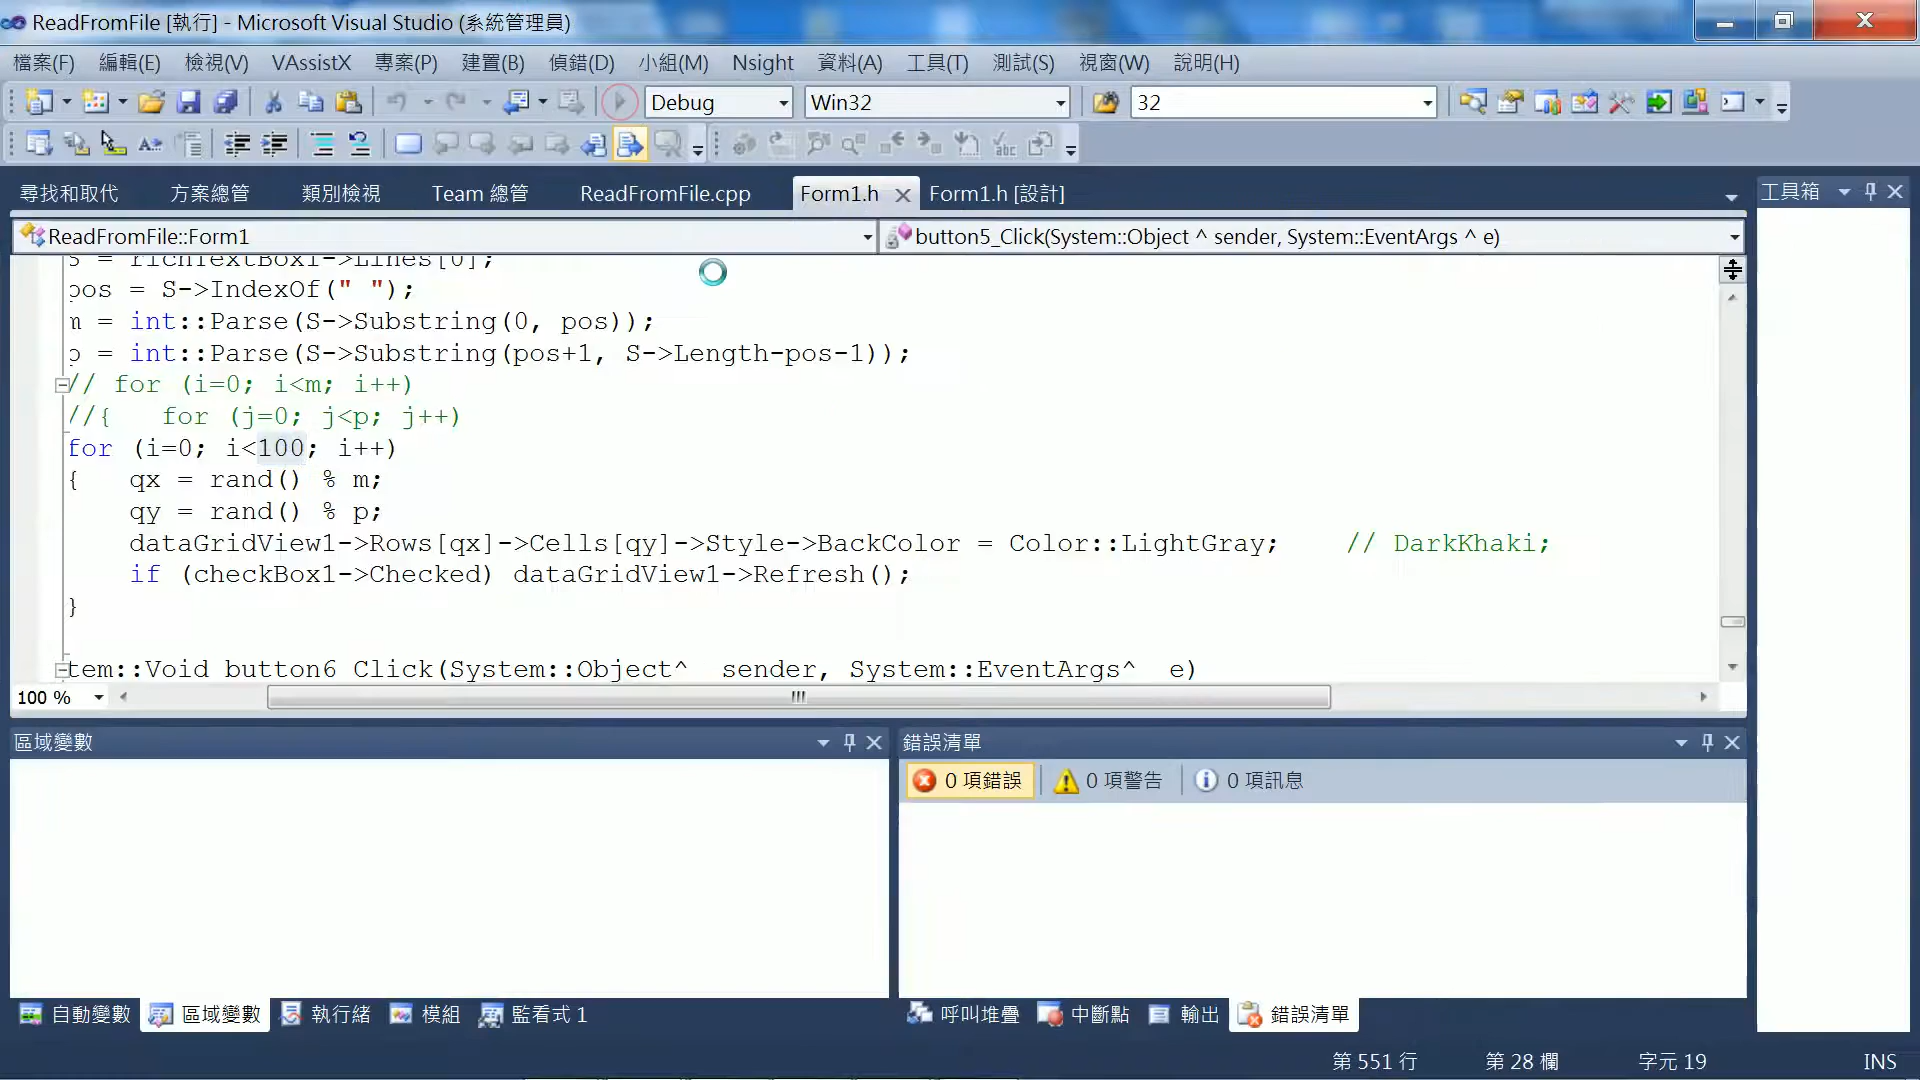 ReadFromFile [執行] - Microsoft Visual Studio (系統管理員)
檔案(F) 編輯(E) 檢視(V) VAssistX 專案(P) 建置(B) 偵錯(D) 小組(M) Nsight 資料(A) 工具(T) 測試(S) 視窗(W) 說明(H)
Debug Win32 32
尋找和取代 方案總管 類別檢視 Team 總管 ReadFromFile.cpp Form1.h Form1.h [設計] 工具箱
ReadFromFile::Form1 button5_Click(System::Object ^ sender, System::EventArgs ^ e)
S = richTextBox1->Lines[0];
pos = S->IndexOf(" ");
m = int::Parse(S->Substring(0, pos));
p = int::Parse(S->Substring(pos+1, S->Length-pos-1));
// for (i=0; i<m; i++)
//{ for (j=0; j<p; j++)
for (i=0; i<100; i++)
{ qx = rand() % m;
qy = rand() % p;
dataGridView1->Rows[qx]->Cells[qy]->Style->BackColor = Color::LightGray; // DarkKhaki;
if (checkBox1->Checked) dataGridView1->Refresh();
}
tem::Void button6_Click(System::Object^ sender, System::EventArgs^ e)
100 %
區域變數 錯誤清單
0 項錯誤 0 項警告 0 項訊息
自動變數 區域變數 執行緒 模組 監看式 1 呼叫堆疊 中斷點 輸出 錯誤清單
第 551 行 第 28 欄 字元 19 INS